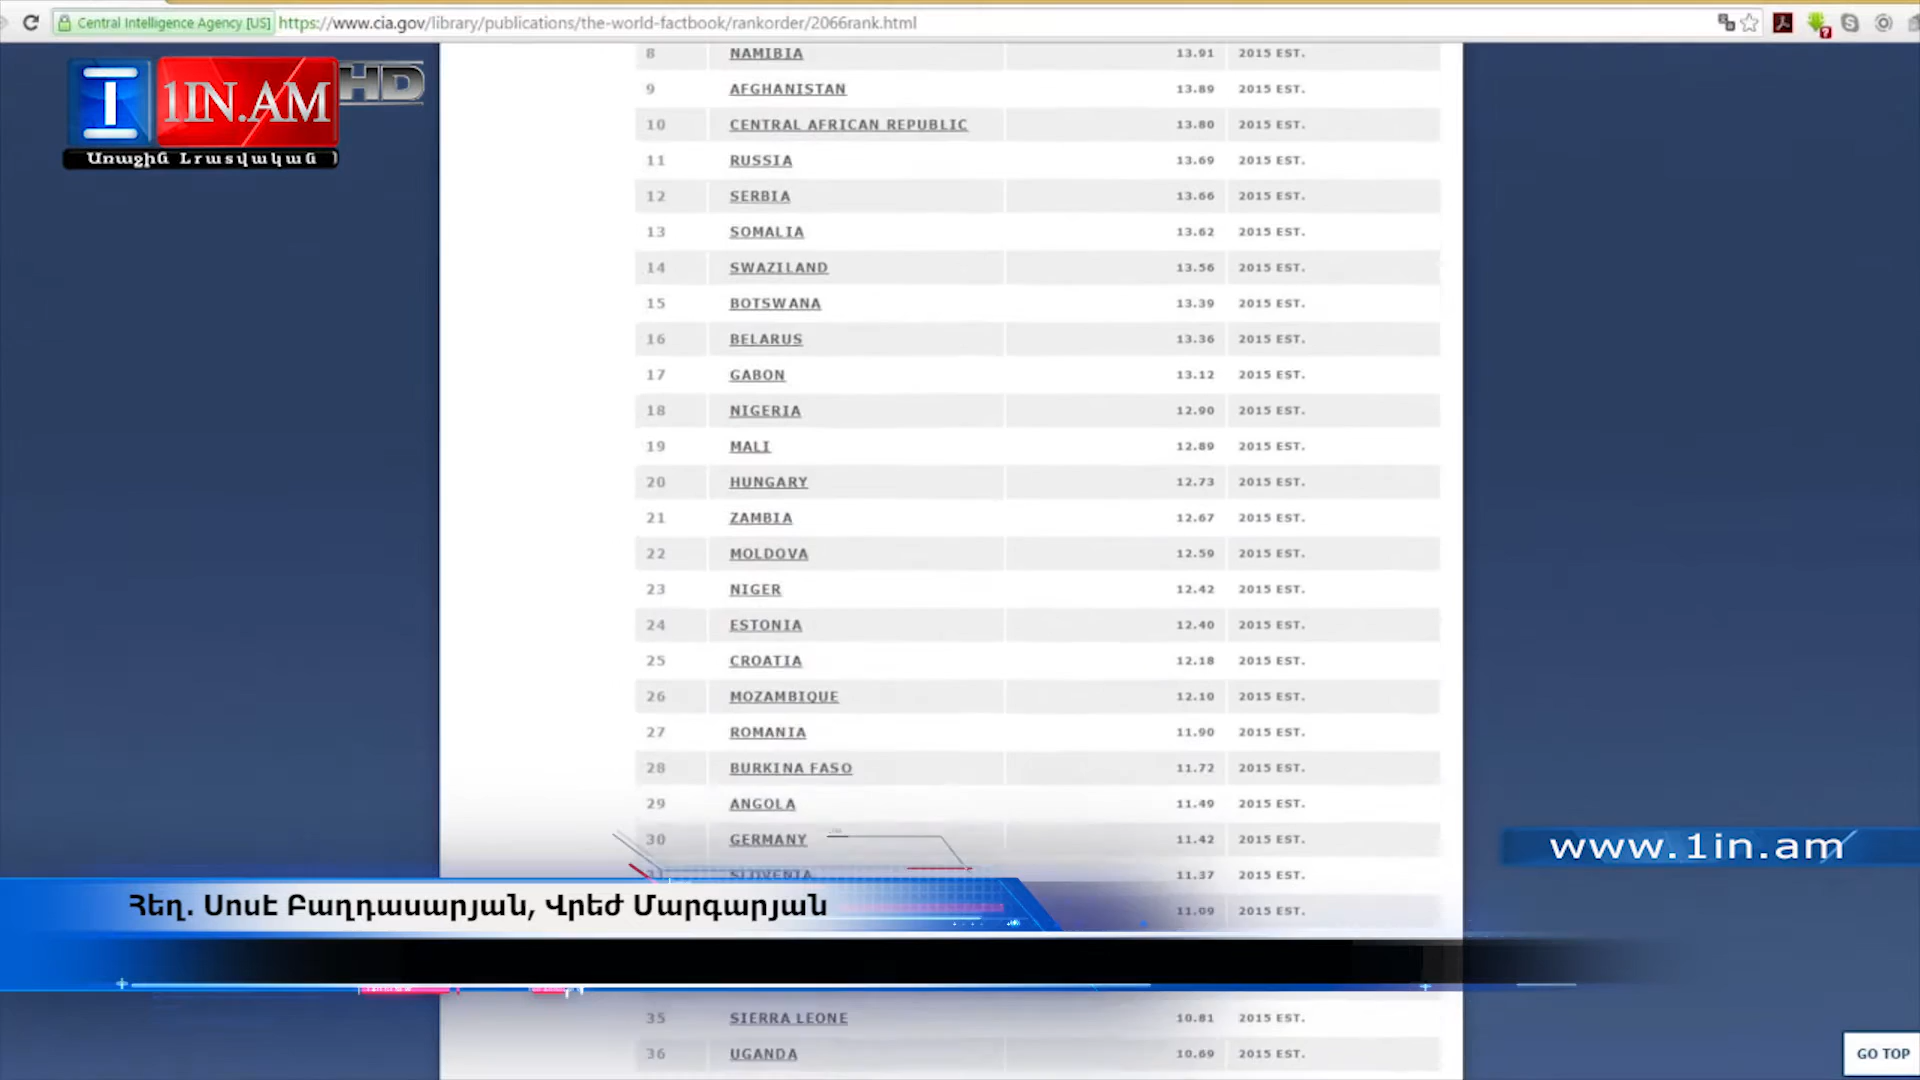 Central Intelligence Agency [US] https://www.cia.gov/library/publications/the-world-factbook/rankorder/2066rank.html
1IN.AM HD
Առաջին Լրատվական
8 NAMIBIA 13.91 2015 EST.
9 AFGHANISTAN 13.89 2015 EST.
10 CENTRAL AFRICAN REPUBLIC 13.80 2015 EST.
11 RUSSIA 13.69 2015 EST.
12 SERBIA 13.66 2015 EST.
13 SOMALIA 13.62 2015 EST.
14 SWAZILAND 13.56 2015 EST.
15 BOTSWANA 13.39 2015 EST.
16 BELARUS 13.36 2015 EST.
17 GABON 13.12 2015 EST.
18 NIGERIA 12.90 2015 EST.
19 MALI 12.89 2015 EST.
20 HUNGARY 12.73 2015 EST.
21 ZAMBIA 12.67 2015 EST.
22 MOLDOVA 12.59 2015 EST.
23 NIGER 12.42 2015 EST.
24 ESTONIA 12.40 2015 EST.
25 CROATIA 12.18 2015 EST.
26 MOZAMBIQUE 12.10 2015 EST.
27 ROMANIA 11.90 2015 EST.
28 BURKINA FASO 11.72 2015 EST.
29 ANGOLA 11.49 2015 EST.
30 GERMANY 11.42 2015 EST.
www.1in.am
31 SLOVENIA 11.37 2015 EST.
11.09 2015 EST.
Հեղ. Սոսէ Բաղդասարյան, Վրեժ Մարգարյան
35 SIERRA LEONE 10.81 2015 EST.
36 UGANDA 10.69 2015 EST.
GO TOP